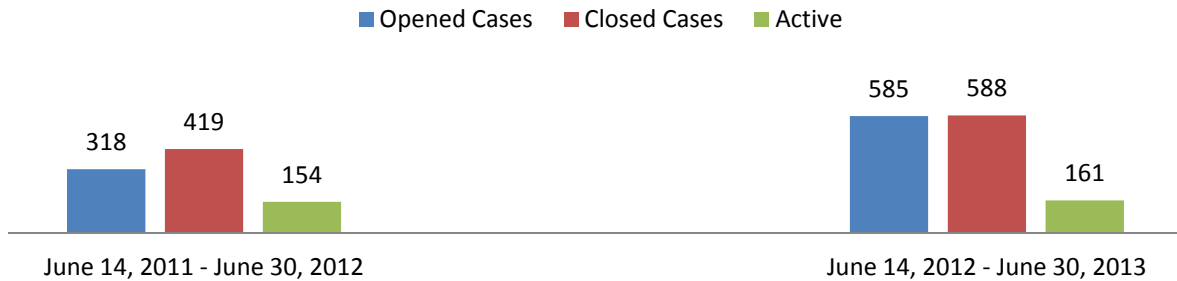 Opened Cases Closed Cases Active
318 419 154
585 588 161
June 14, 2011 - June 30, 2012
June 14, 2012 - June 30, 2013